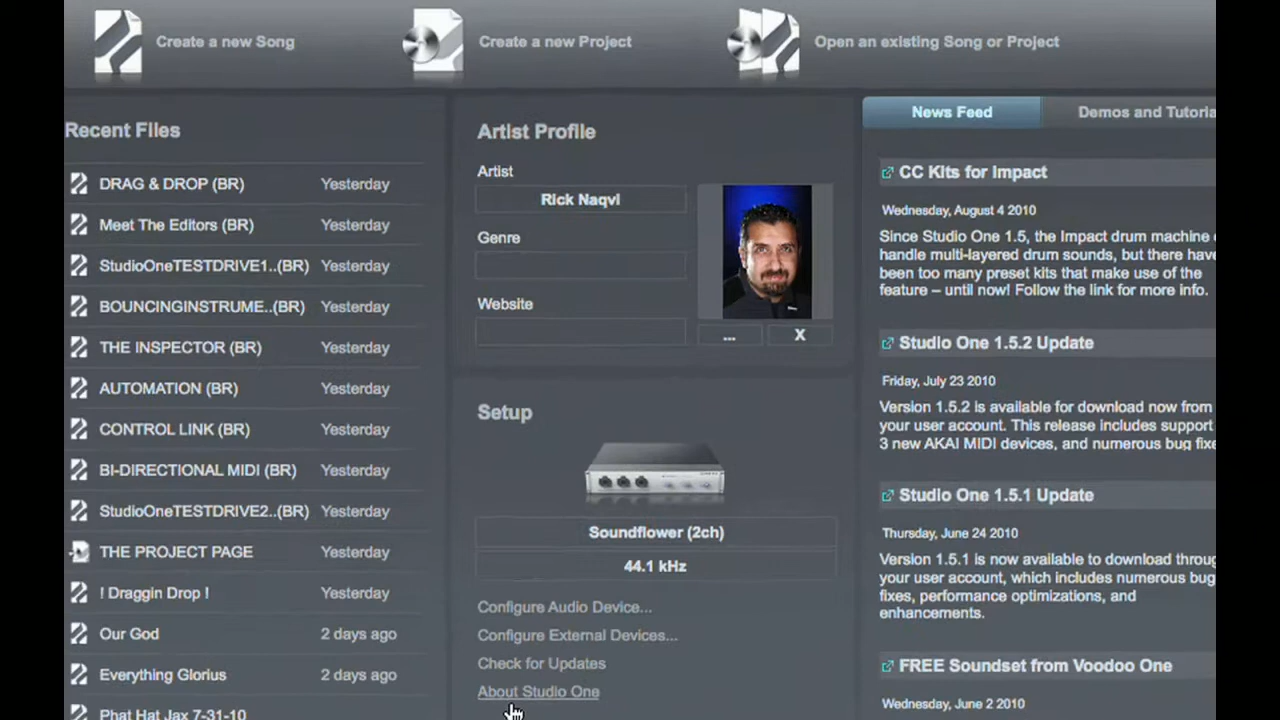 Create a new Song
Create a new Project
Open an existing Song or Project
Recent Files
DRAG & DROP (BR) Yesterday
Meet The Editors (BR) Yesterday
StudioOneTESTDRIVE1..(BR) Yesterday
BOUNCINGINSTRUME..(BR) Yesterday
THE INSPECTOR (BR) Yesterday
AUTOMATION (BR) Yesterday
CONTROL LINK (BR) Yesterday
BI-DIRECTIONAL MIDI (BR) Yesterday
StudioOneTESTDRIVE2..(BR) Yesterday
THE PROJECT PAGE Yesterday
! Draggin Drop ! Yesterday
Our God 2 days ago
Everything Glorius 2 days ago
Phat Hat Jax 7-31-10
Artist Profile
Artist
Rick Naqvi
Genre
Website
... X
Setup
Soundflower (2ch)
44.1 kHz
Configure Audio Device...
Configure External Devices...
Check for Updates
About Studio One
News Feed
Demos and Tutoria
CC Kits for Impact
Wednesday, August 4 2010
Since Studio One 1.5, the Impact drum machine
handle multi-layered drum sounds, but there have
been too many preset kits that make use of the
feature – until now! Follow the link for more info.
Studio One 1.5.2 Update
Friday, July 23 2010
Version 1.5.2 is available for download now from
your user account. This release includes support
3 new AKAI MIDI devices, and numerous bug fixe
Studio One 1.5.1 Update
Thursday, June 24 2010
Version 1.5.1 is now available to download throug
your user account, which includes numerous bug
fixes, performance optimizations, and
enhancements.
FREE Soundset from Voodoo One
Wednesday, June 2 2010